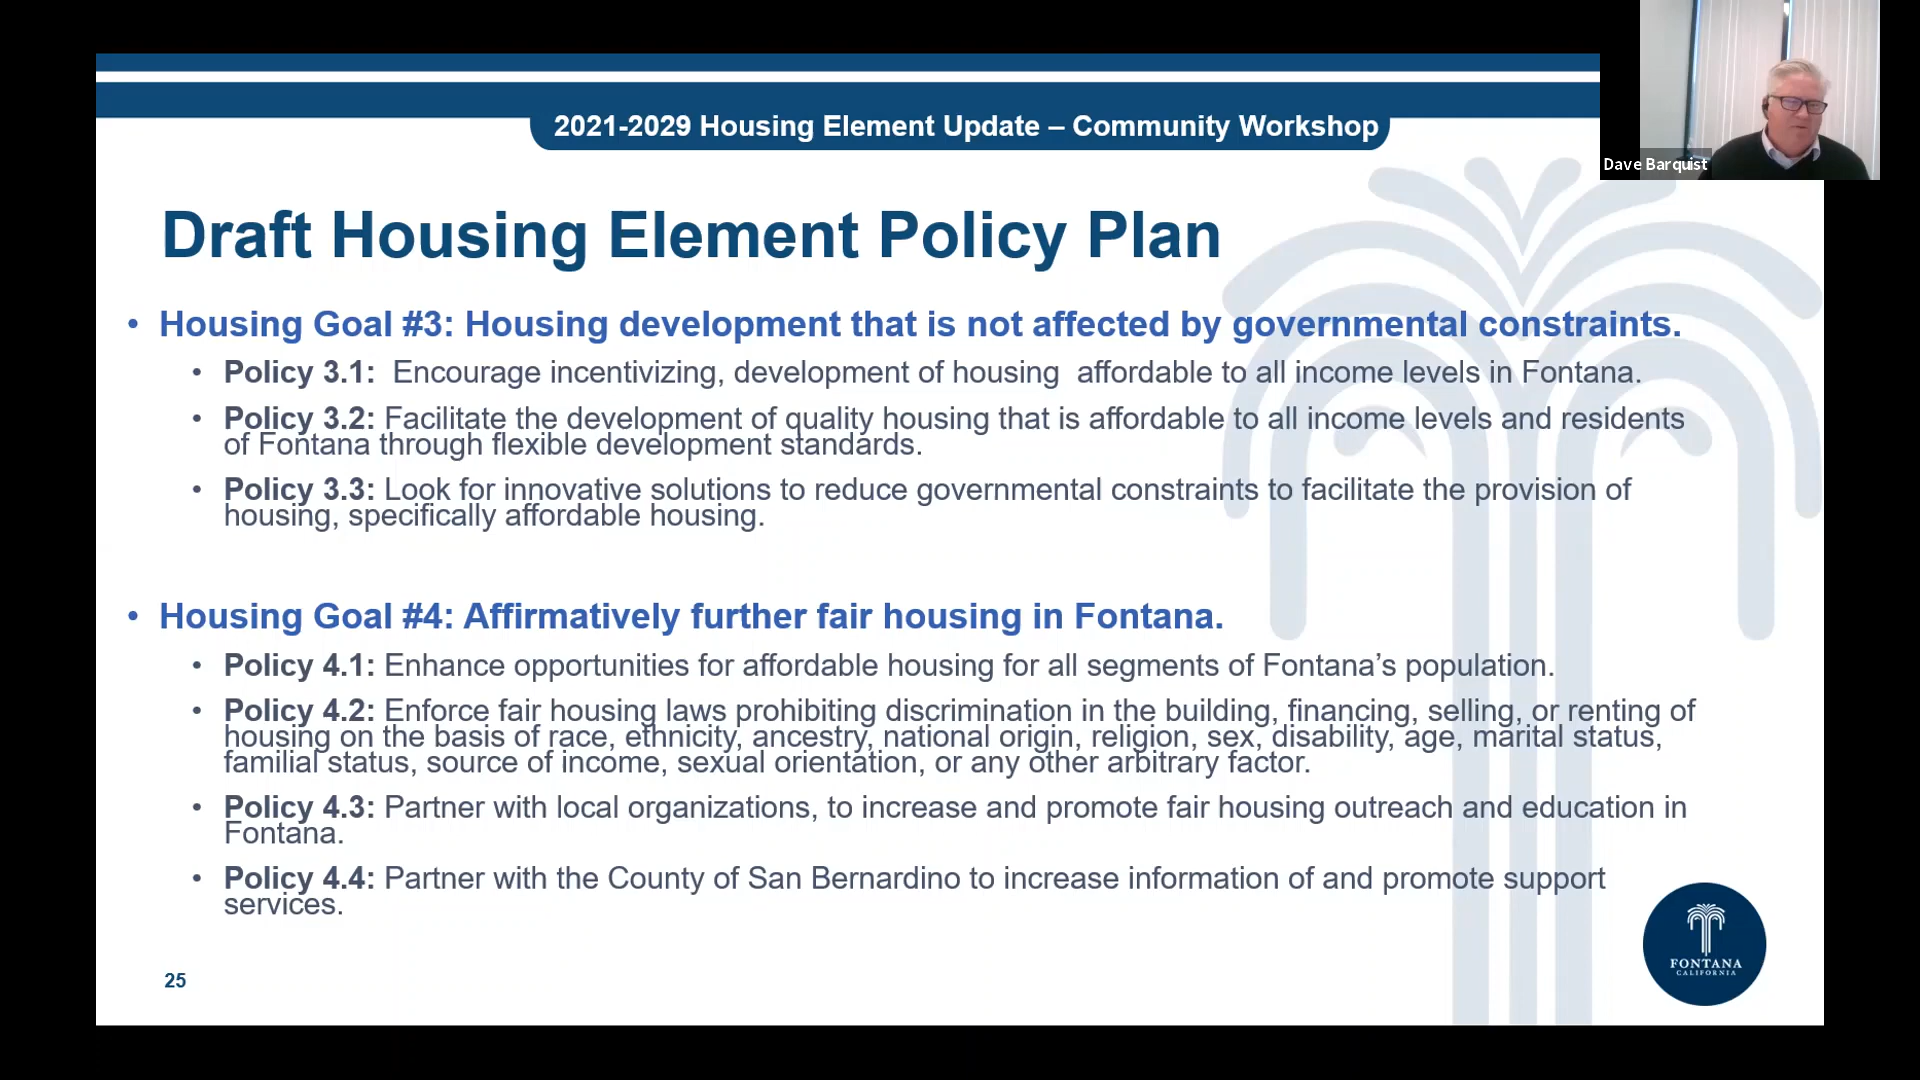 2021-2029 Housing Element Update – Community Workshop
Dave Barquist
Draft Housing Element Policy Plan
• Housing Goal #3: Housing development that is not affected by governmental constraints.
• Policy 3.1:  Encourage incentivizing, development of housing  affordable to all income levels in Fontana.
• Policy 3.2: Facilitate the development of quality housing that is affordable to all income levels and residents
of Fontana through flexible development standards.
• Policy 3.3: Look for innovative solutions to reduce governmental constraints to facilitate the provision of
housing, specifically affordable housing.
• Housing Goal #4: Affirmatively further fair housing in Fontana.
• Policy 4.1: Enhance opportunities for affordable housing for all segments of Fontana’s population.
• Policy 4.2: Enforce fair housing laws prohibiting discrimination in the building, financing, selling, or renting of
housing on the basis of race, ethnicity, ancestry, national origin, religion, sex, disability, age, marital status,
familial status, source of income, sexual orientation, or any other arbitrary factor.
• Policy 4.3: Partner with local organizations, to increase and promote fair housing outreach and education in
Fontana.
• Policy 4.4: Partner with the County of San Bernardino to increase information of and promote support
services.
25
FONTANA
CALIFORNIA